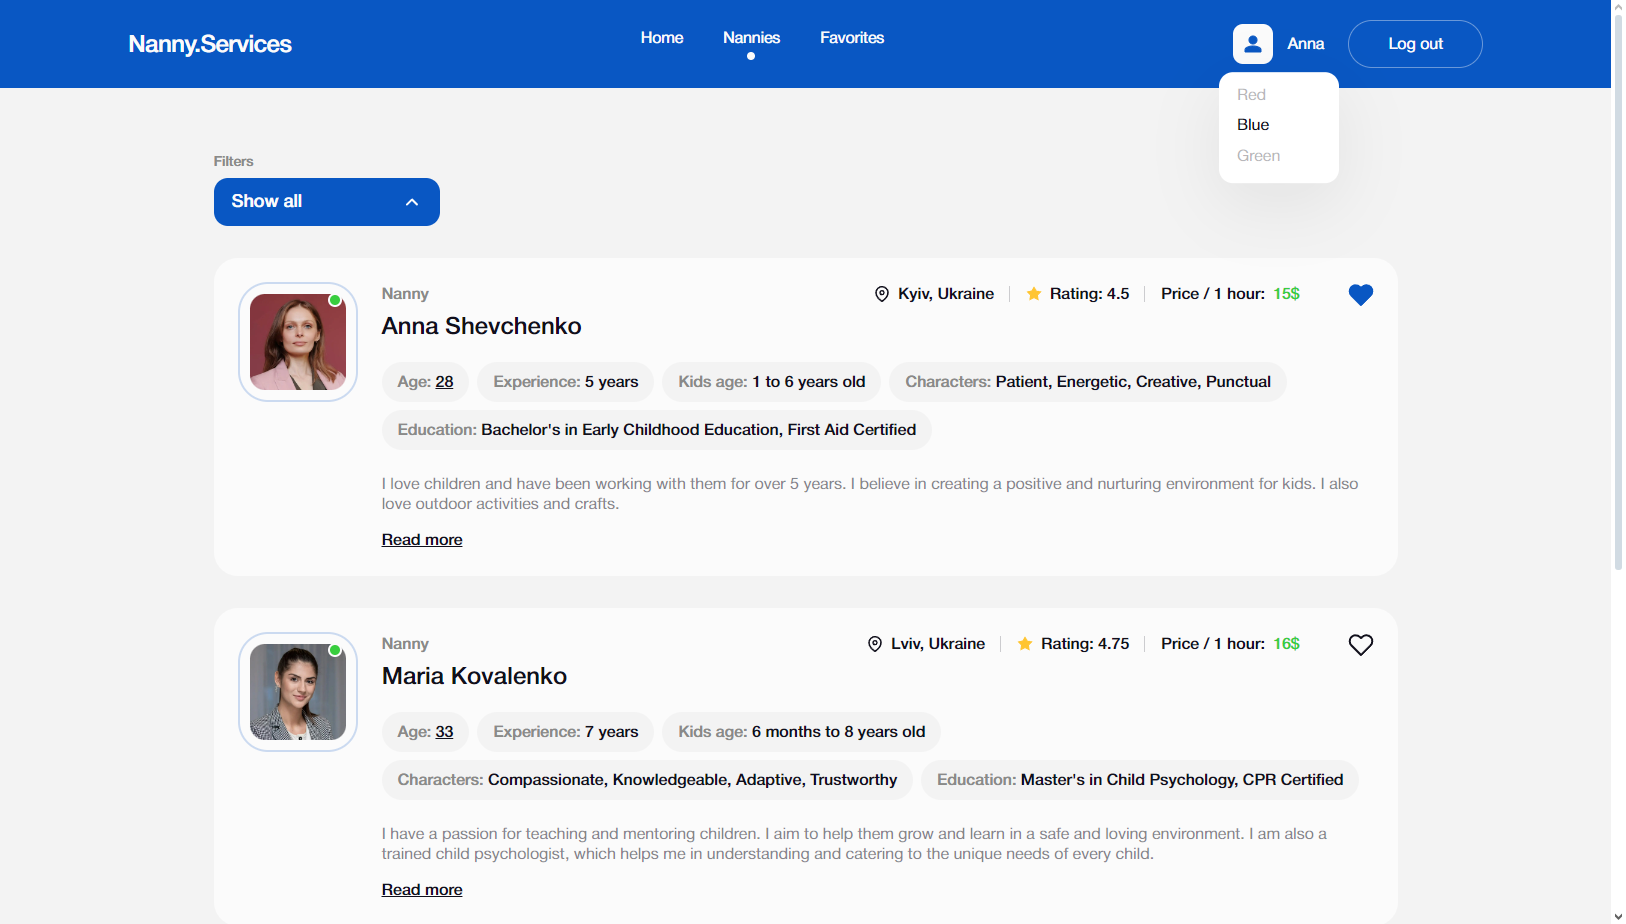 Nanny.Services
Home Nannies Favorites
Anna Log out
Red
Blue
Green
Filters
Show all
Nanny Kyiv, Ukraine Rating: 4.5 Price / 1 hour: 15$
Anna Shevchenko
Age: 28 Experience: 5 years Kids age: 1 to 6 years old Characters: Patient, Energetic, Creative, Punctual
Education: Bachelor's in Early Childhood Education, First Aid Certified
I love children and have been working with them for over 5 years. I believe in creating a positive and nurturing environment for kids. I also
love outdoor activities and crafts.
Read more
Nanny Lviv, Ukraine Rating: 4.75 Price / 1 hour: 16$
Maria Kovalenko
Age: 33 Experience: 7 years Kids age: 6 months to 8 years old
Characters: Compassionate, Knowledgeable, Adaptive, Trustworthy Education: Master's in Child Psychology, CPR Certified
I have a passion for teaching and mentoring children. I aim to help them grow and learn in a safe and loving environment. I am also a
trained child psychologist, which helps me in understanding and catering to the unique needs of every child.
Read more